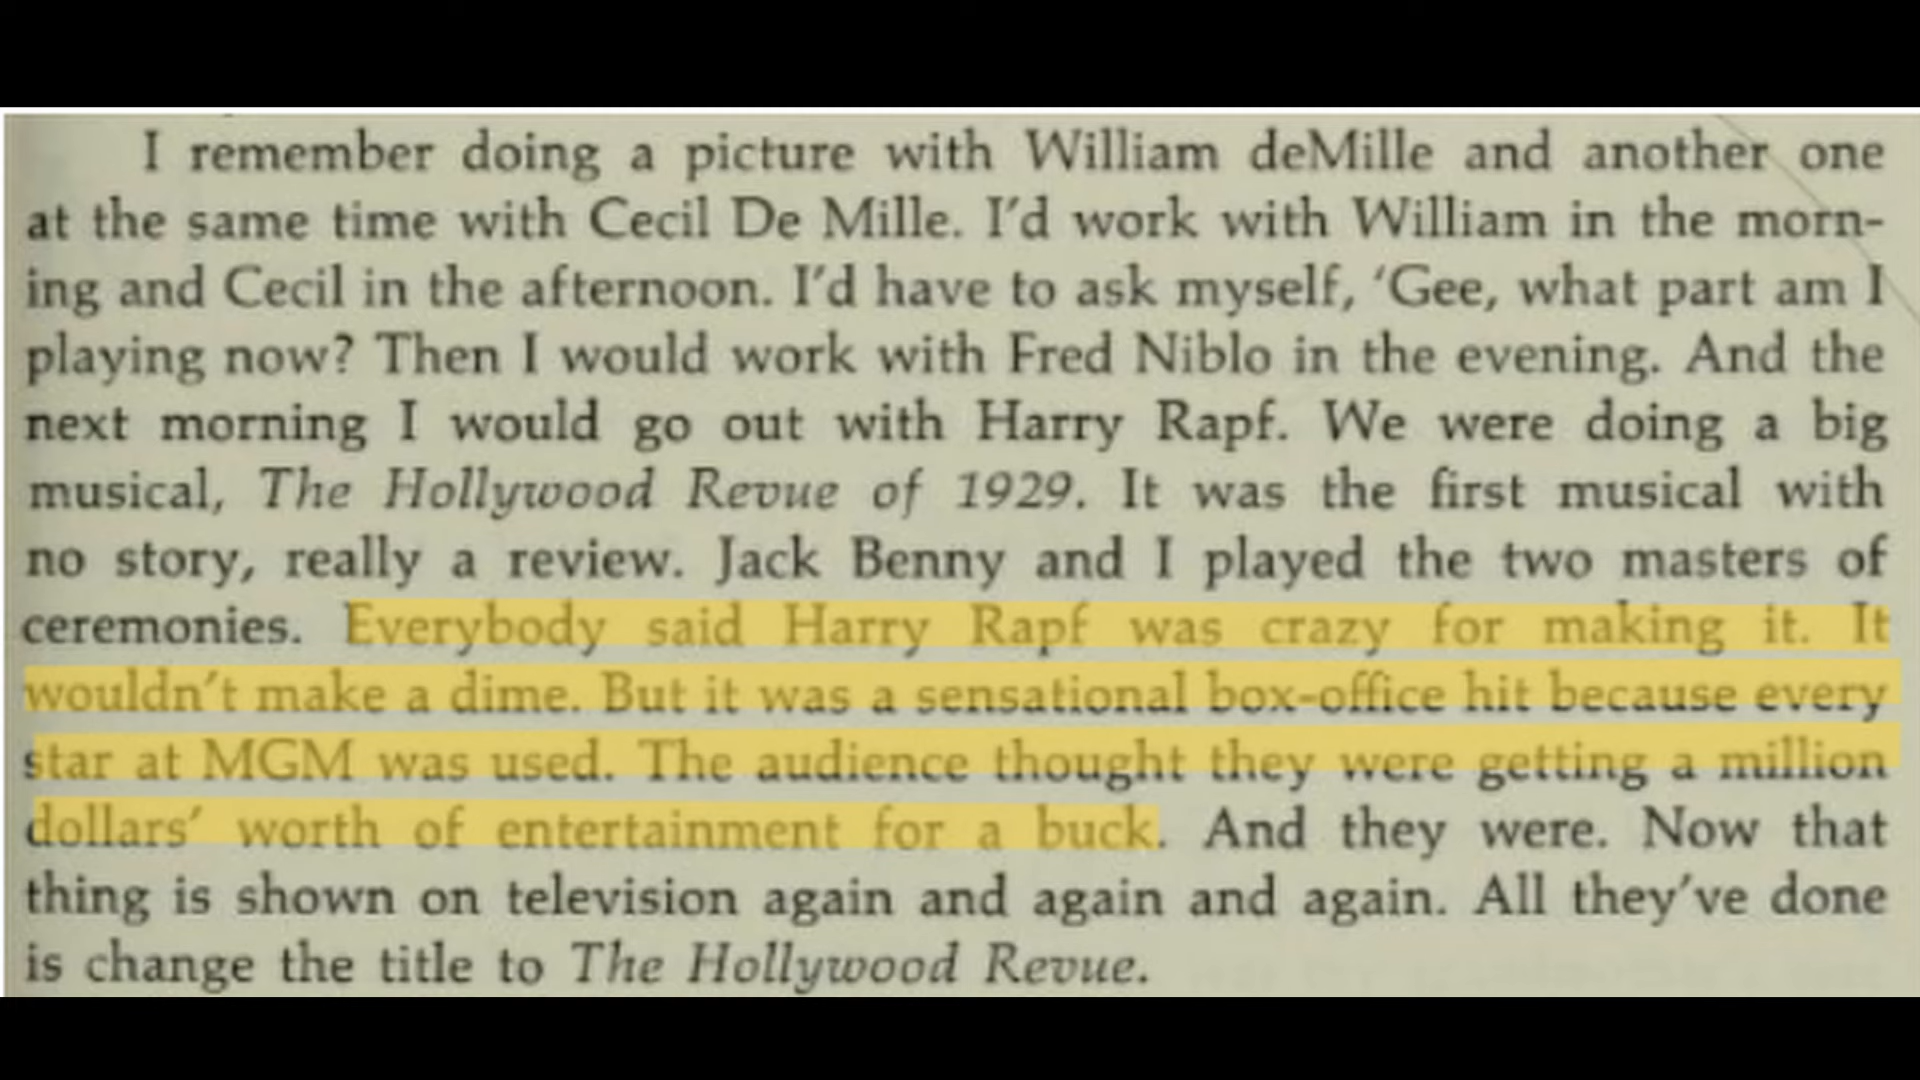 I remember doing a picture with William deMille and another one
at the same time with Cecil De Mille. I'd work with William in the morn-
ing and Cecil in the afternoon. I'd have to ask myself, 'Gee, what part am I
playing now? Then I would work with Fred Niblo in the evening. And the
next morning I would go out with Harry Rapf. We were doing a big
musical, The Hollywood Revue of 1929. It was the first musical with
no story, really a review. Jack Benny and I played the two masters of
ceremonies. Everybody said Harry Rapf was crazy for making it. It
wouldn't make a dime. But it was a sensational box-office hit because every
star at MGM was used. The audience thought they were getting a million
dollars' worth of entertainment for a buck. And they were. Now that
thing is shown on television again and again and again. All they've done
is change the title to The Hollywood Revue.